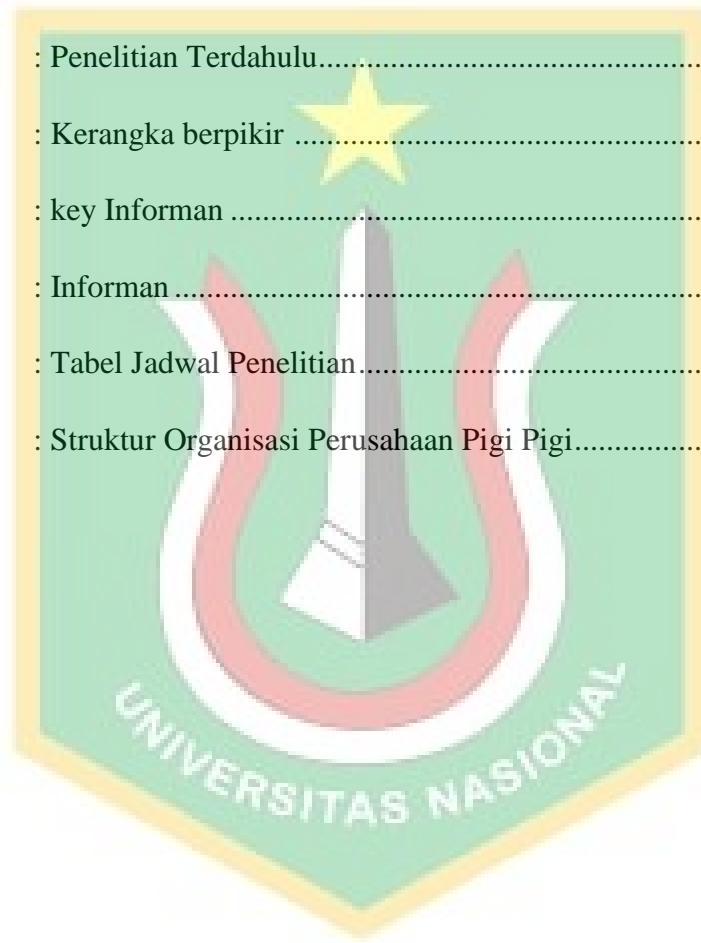 : Penelitian Terdahulu..................................................
: Kerangka berpikir .....................................................
: key Informan .............................................................
: Informan ....................................................................
: Tabel Jadwal Penelitian.............................................
: Struktur Organisasi Perusahaan Pigi Pigi................
UNIVERSITAS NASIONAL